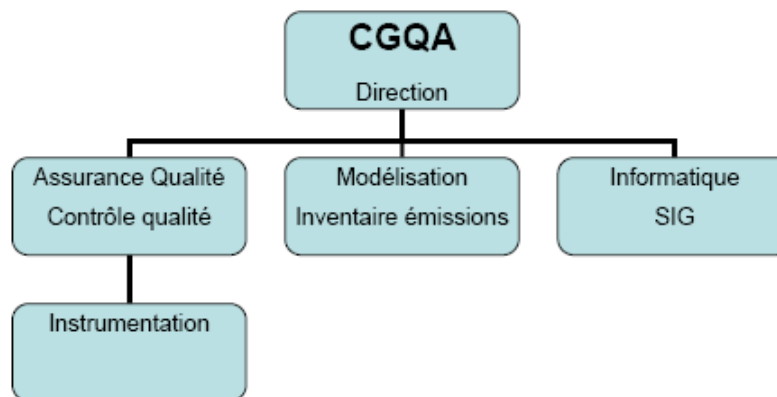 CGQA
Direction
Assurance Qualité
Contrôle qualité
Modélisation
Inventaire émissions
Informatique
SIG
Instrumentation